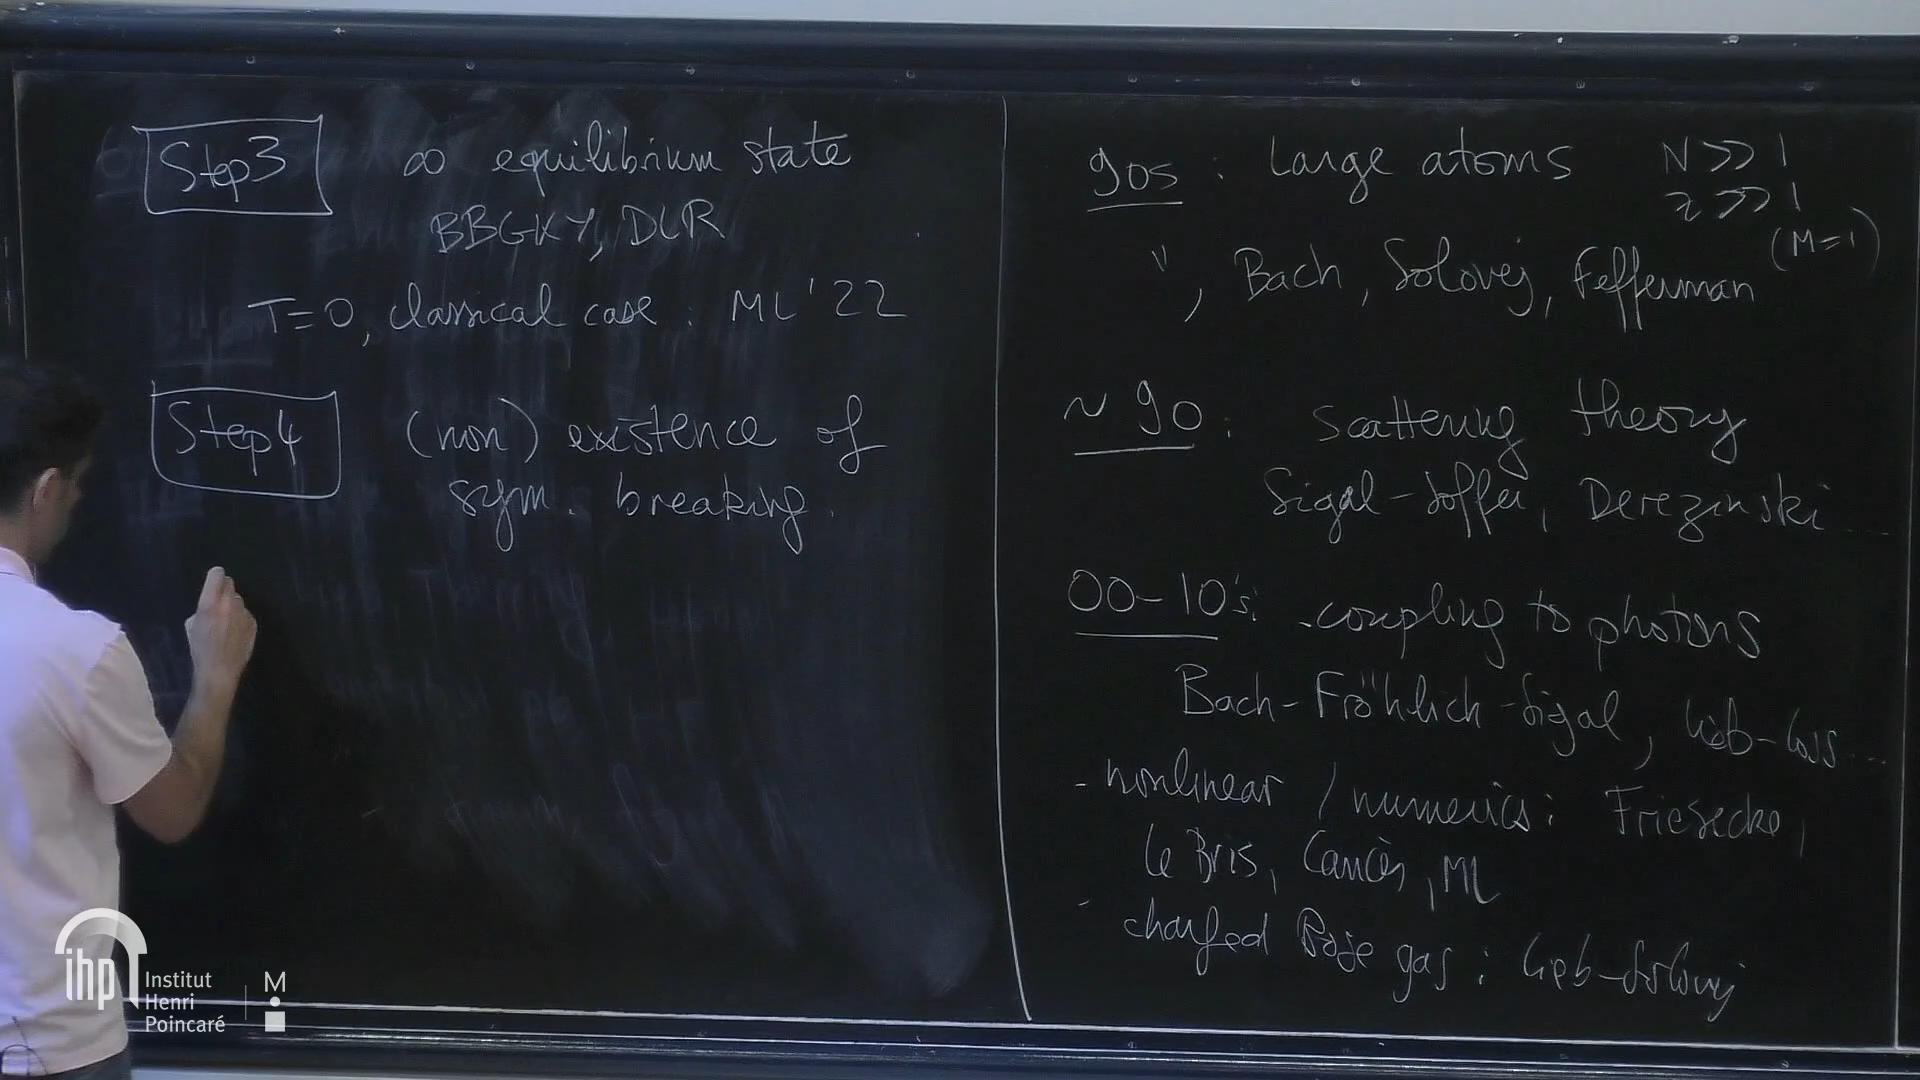 Step3
∞ equilibrium state
BBGKY, DLR
T=0, classical case : ML '22
Step4
(non) existence of
sym. breaking.
90s : Large atoms N>>1
z>>1
(M=1)
", Bach, Solovej, Fefferman
~ 90 : Scattering theory
Sigal-Soffer, Derezinski...
00-10's: - coupling to photons
Bach-Fröhlich-Sigal, Lieb-Loss...
- nonlinear / numerics : Friesecke,
Le Bris, Cancès, ML
- charged Bose gas : Lieb-Solovej
ihp Institut
Henri
Poincaré
M